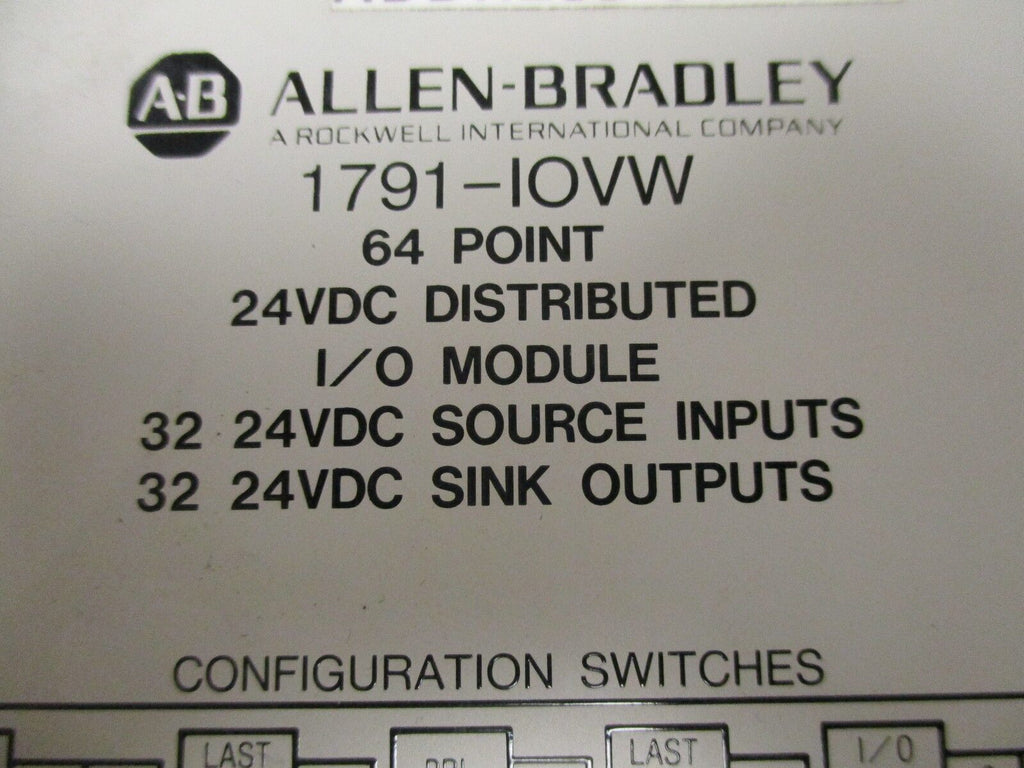 A·B ALLEN-BRADLEY
A ROCKWELL INTERNATIONAL COMPANY
1791-IOVW
64 POINT
24VDC DISTRIBUTED
I/O MODULE
32 24VDC SOURCE INPUTS
32 24VDC SINK OUTPUTS
CONFIGURATION SWITCHES
LAST LAST I/O